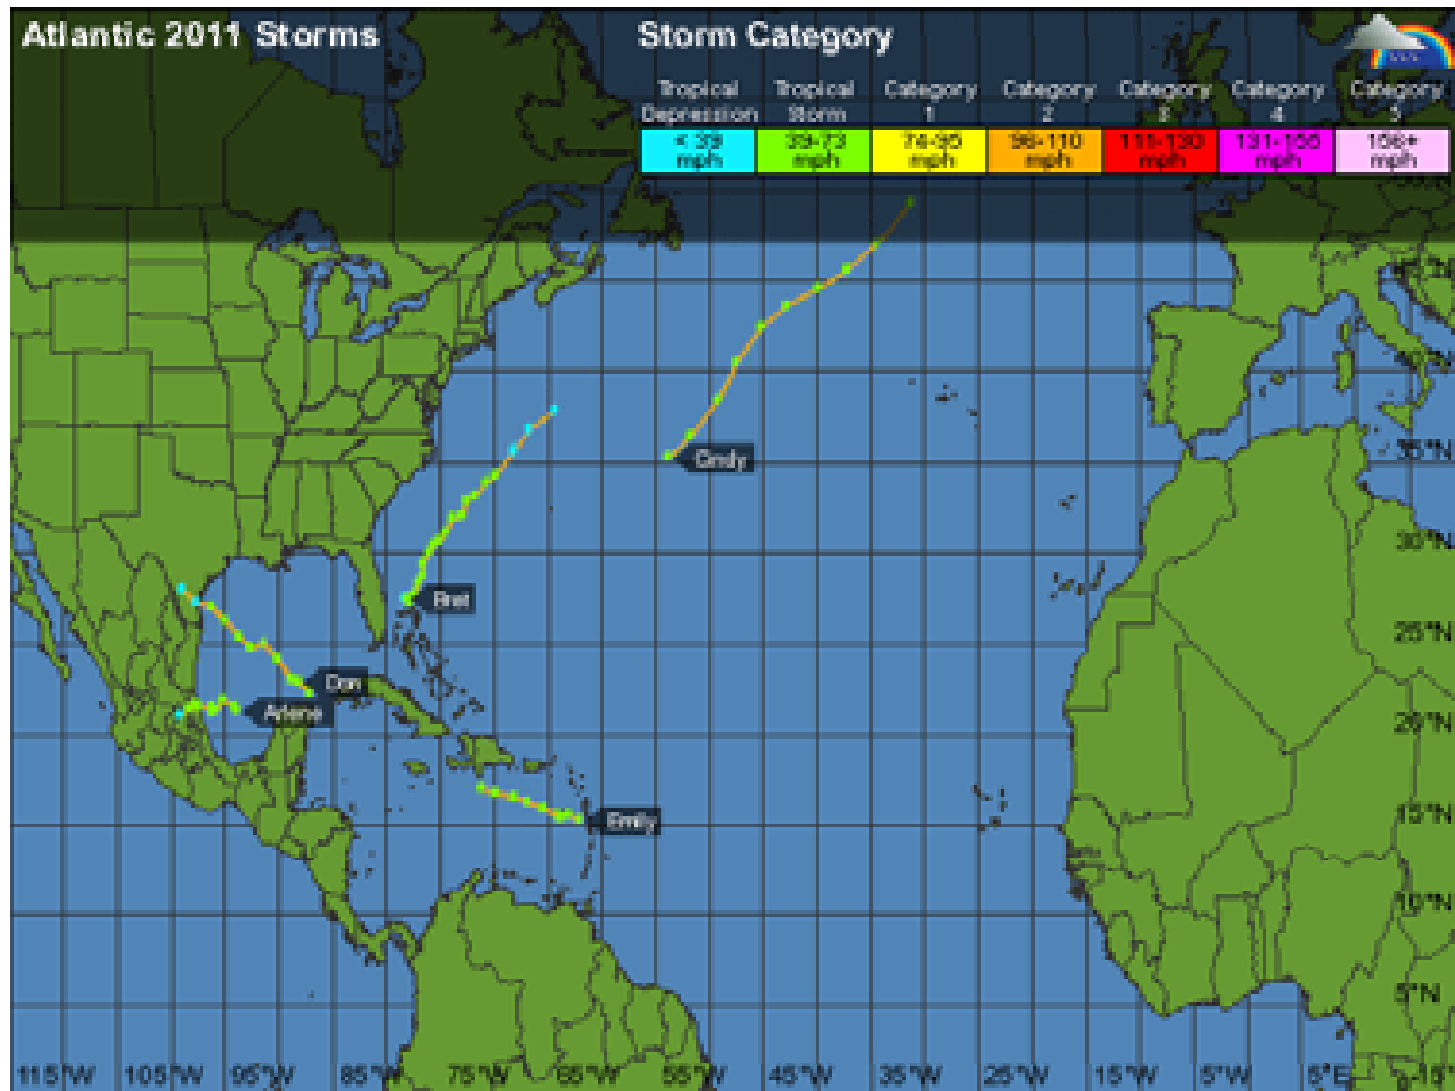 Atlantic 2011 Storms
Storm Category
Tropical Depression
Tropical Storm
Category 1
Category 2
Category 3
Category 4
Category 5
< 39 mph
39-73 mph
74-95 mph
96-110 mph
111-130 mph
131-155 mph
156+ mph
40°N
Cindy
35°N
30°N
Bret
25°N
Don
Arlene
20°N
Emily
15°N
10°N
5°N
115°W
105°W
95°W
85°W
75°W
65°W
55°W
45°W
35°W
25°W
15°W
5°W
5°E